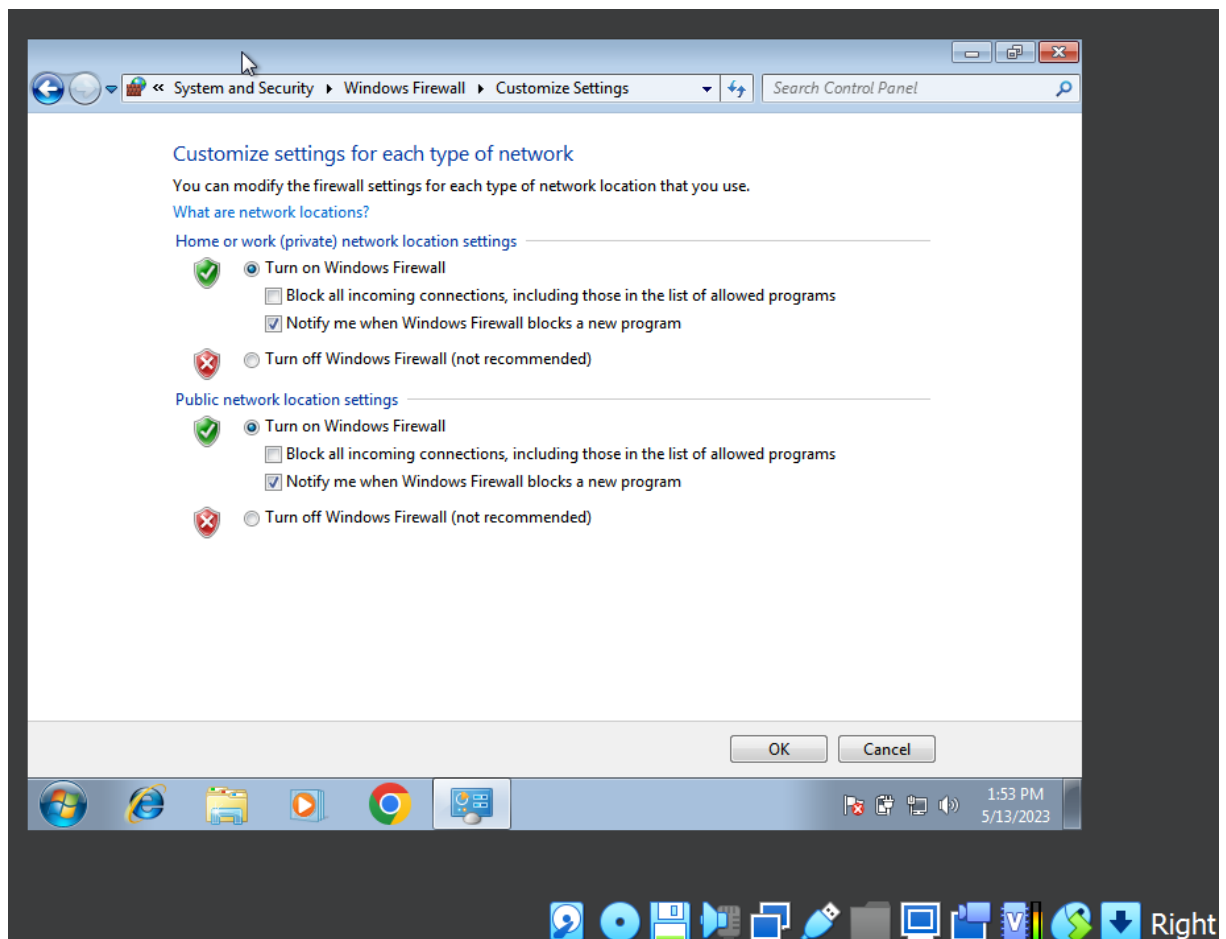 « System and Security ▸ Windows Firewall ▸ Customize Settings
Search Control Panel
Customize settings for each type of network
You can modify the firewall settings for each type of network location that you use.
What are network locations?
Home or work (private) network location settings
Turn on Windows Firewall
Block all incoming connections, including those in the list of allowed programs
Notify me when Windows Firewall blocks a new program
Turn off Windows Firewall (not recommended)
Public network location settings
Turn on Windows Firewall
Block all incoming connections, including those in the list of allowed programs
Notify me when Windows Firewall blocks a new program
Turn off Windows Firewall (not recommended)
OK
Cancel
1:53 PM
5/13/2023
V
Right